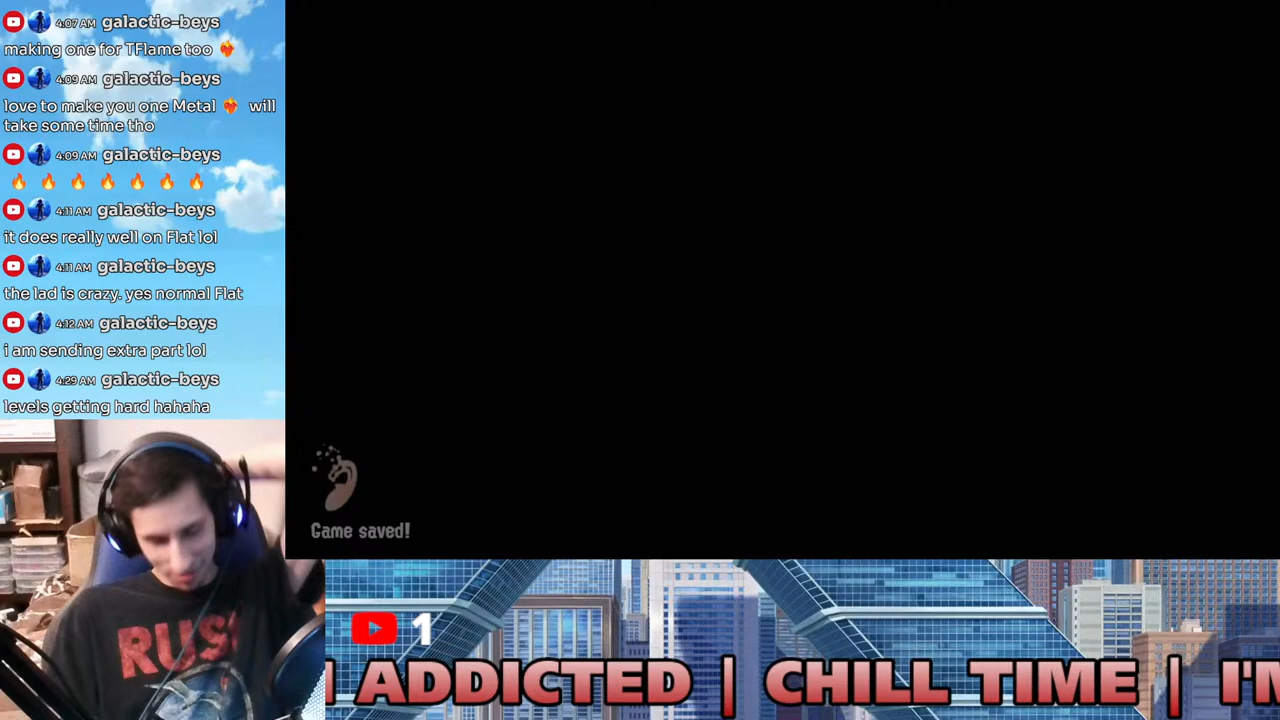 4:07 AM galactic-beys
making one for TFlame too ❤️‍🔥
4:09 AM galactic-beys
love to make you one Metal ❤️‍🔥 will
take some time tho
4:09 AM galactic-beys
🔥 🔥 🔥 🔥 🔥 🔥 🔥
4:11 AM galactic-beys
it does really well on Flat lol
4:11 AM galactic-beys
the lad is crazy. yes normal Flat
4:12 AM galactic-beys
i am sending extra part lol
4:29 AM galactic-beys
levels getting hard hahaha
Game saved!
RUS
1
ADDICTED | CHILL TIME | I'M